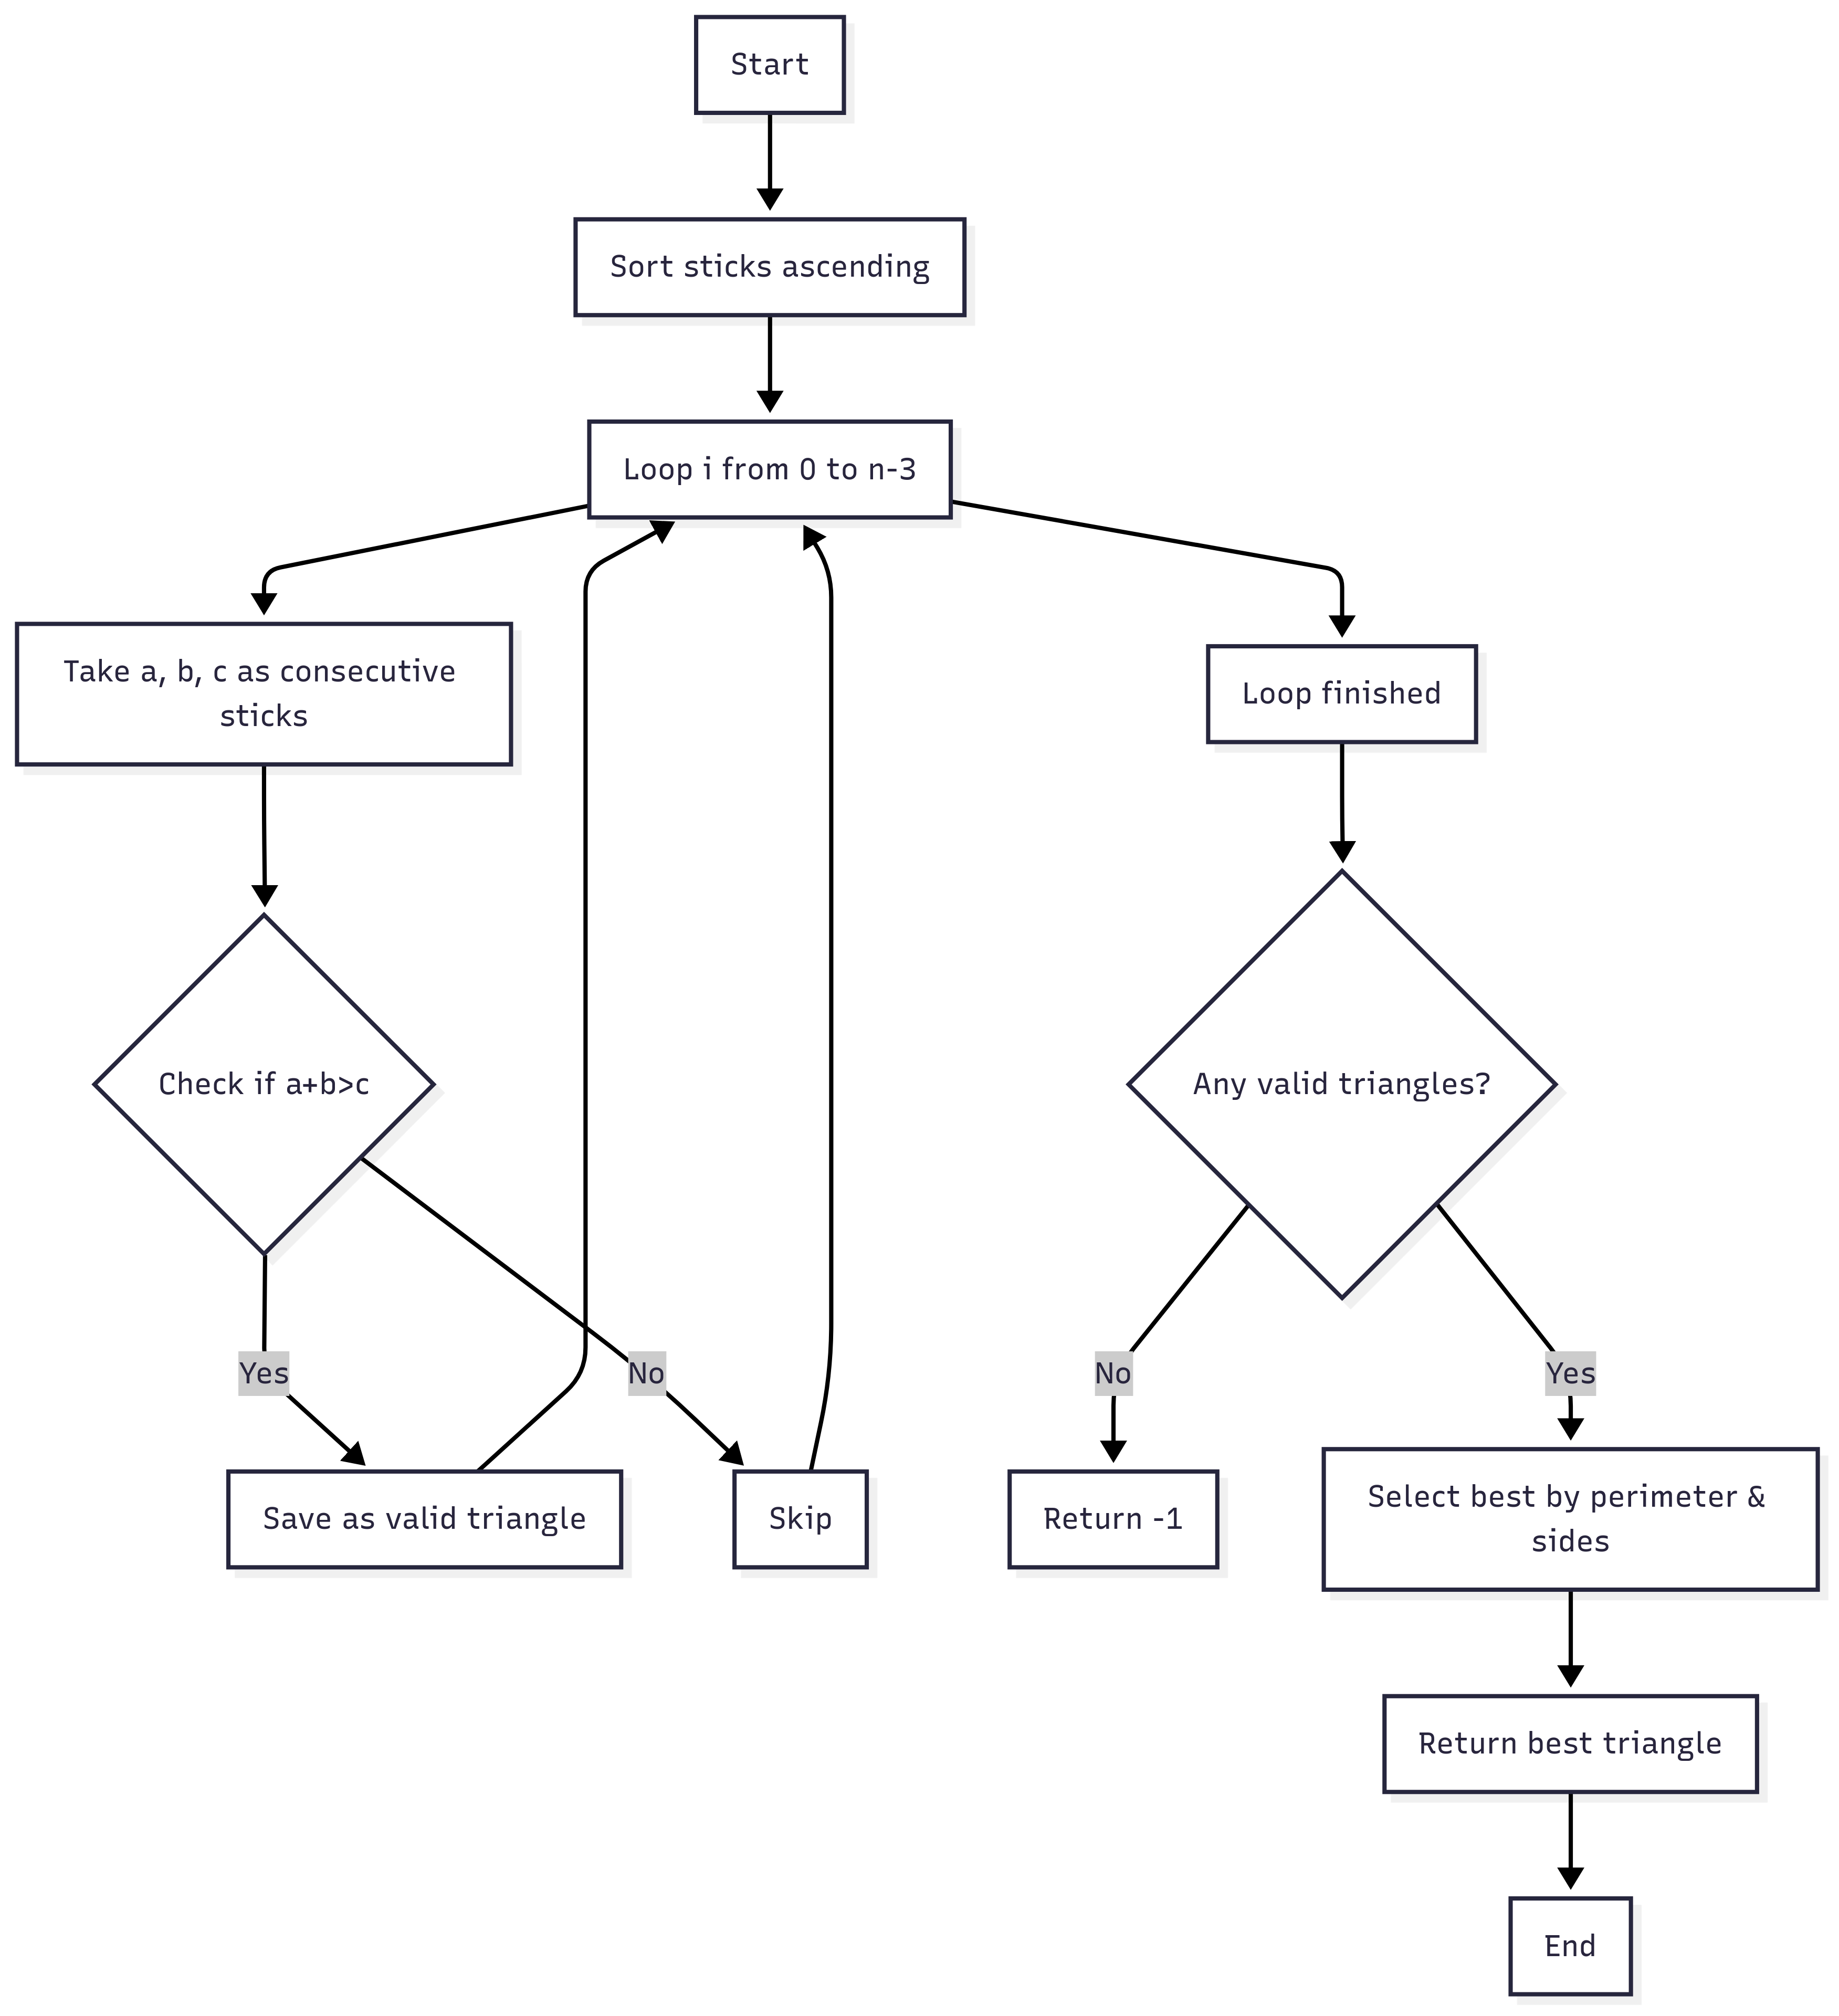 Start
Sort sticks ascending
Loop i from 0 to n-3
Take a, b, c as consecutive
sticks
Loop finished
Check if a+b>c
Any valid triangles?
Yes
No
No
Yes
Save as valid triangle
Skip
Return -1
Select best by perimeter &
sides
Return best triangle
End